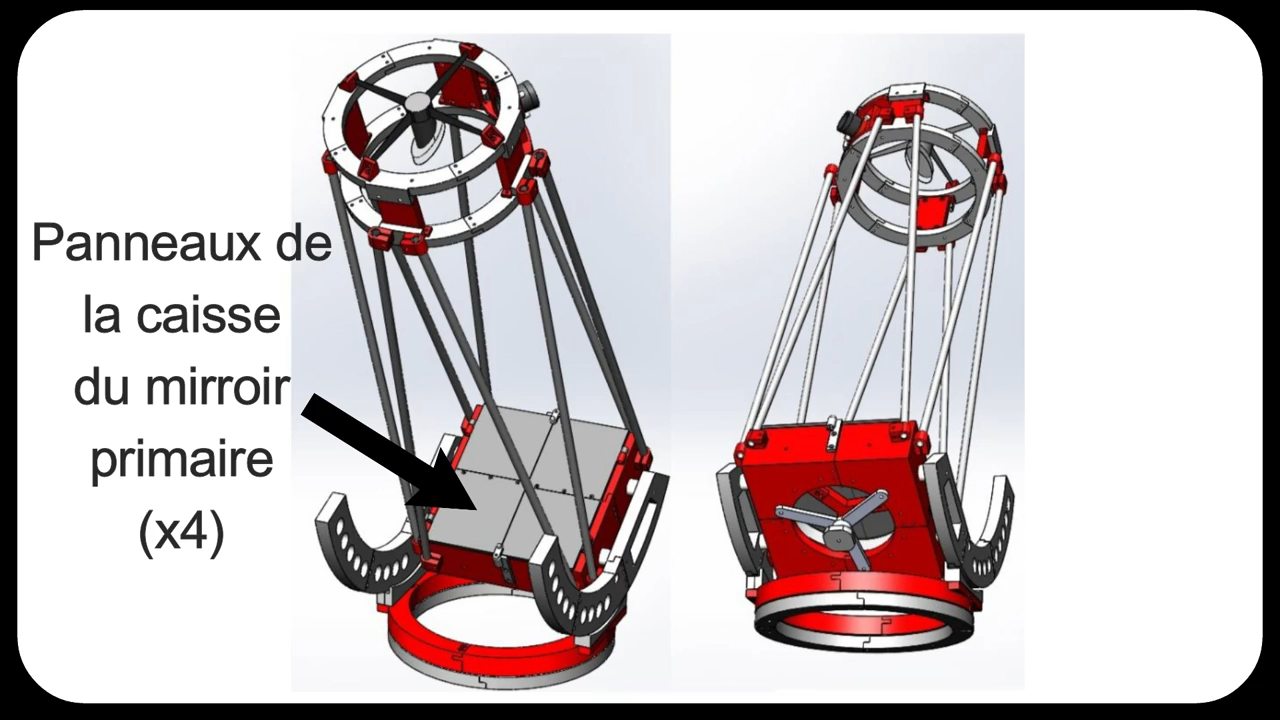 Panneaux de
la caisse
du mirroir
primaire
(x4)